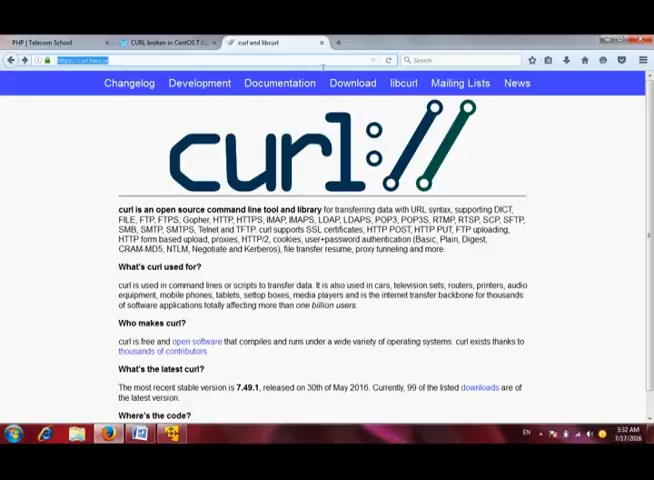 PHP | Telecom School
CURL broken in CentOS 7 /...
curl and libcurl
https://curl.haxx.se
Search
Changelog Development Documentation Download libcurl Mailing Lists News
curl://
curl is an open source command line tool and library for transferring data with URL syntax, supporting DICT,
FILE, FTP, FTPS, Gopher, HTTP, HTTPS, IMAP, IMAPS, LDAP, LDAPS, POP3, POP3S, RTMP, RTSP, SCP, SFTP,
SMB, SMTP, SMTPS, Telnet and TFTP. curl supports SSL certificates, HTTP POST, HTTP PUT, FTP uploading,
HTTP form based upload, proxies, HTTP/2, cookies, user+password authentication (Basic, Plain, Digest,
CRAM-MD5, NTLM, Negotiate and Kerberos), file transfer resume, proxy tunneling and more.
What's curl used for?
curl is used in command lines or scripts to transfer data. It is also used in cars, television sets, routers, printers, audio
equipment, mobile phones, tablets, settop boxes, media players and is the internet transfer backbone for thousands
of software applications totally affecting more than one billion users.
Who makes curl?
curl is free and open software that compiles and runs under a wide variety of operating systems. curl exists thanks to
thousands of contributors.
What's the latest curl?
The most recent stable version is 7.49.1, released on 30th of May 2016. Currently, 99 of the listed downloads are of
the latest version.
Where's the code?
EN
3:32 AM
7/17/2016